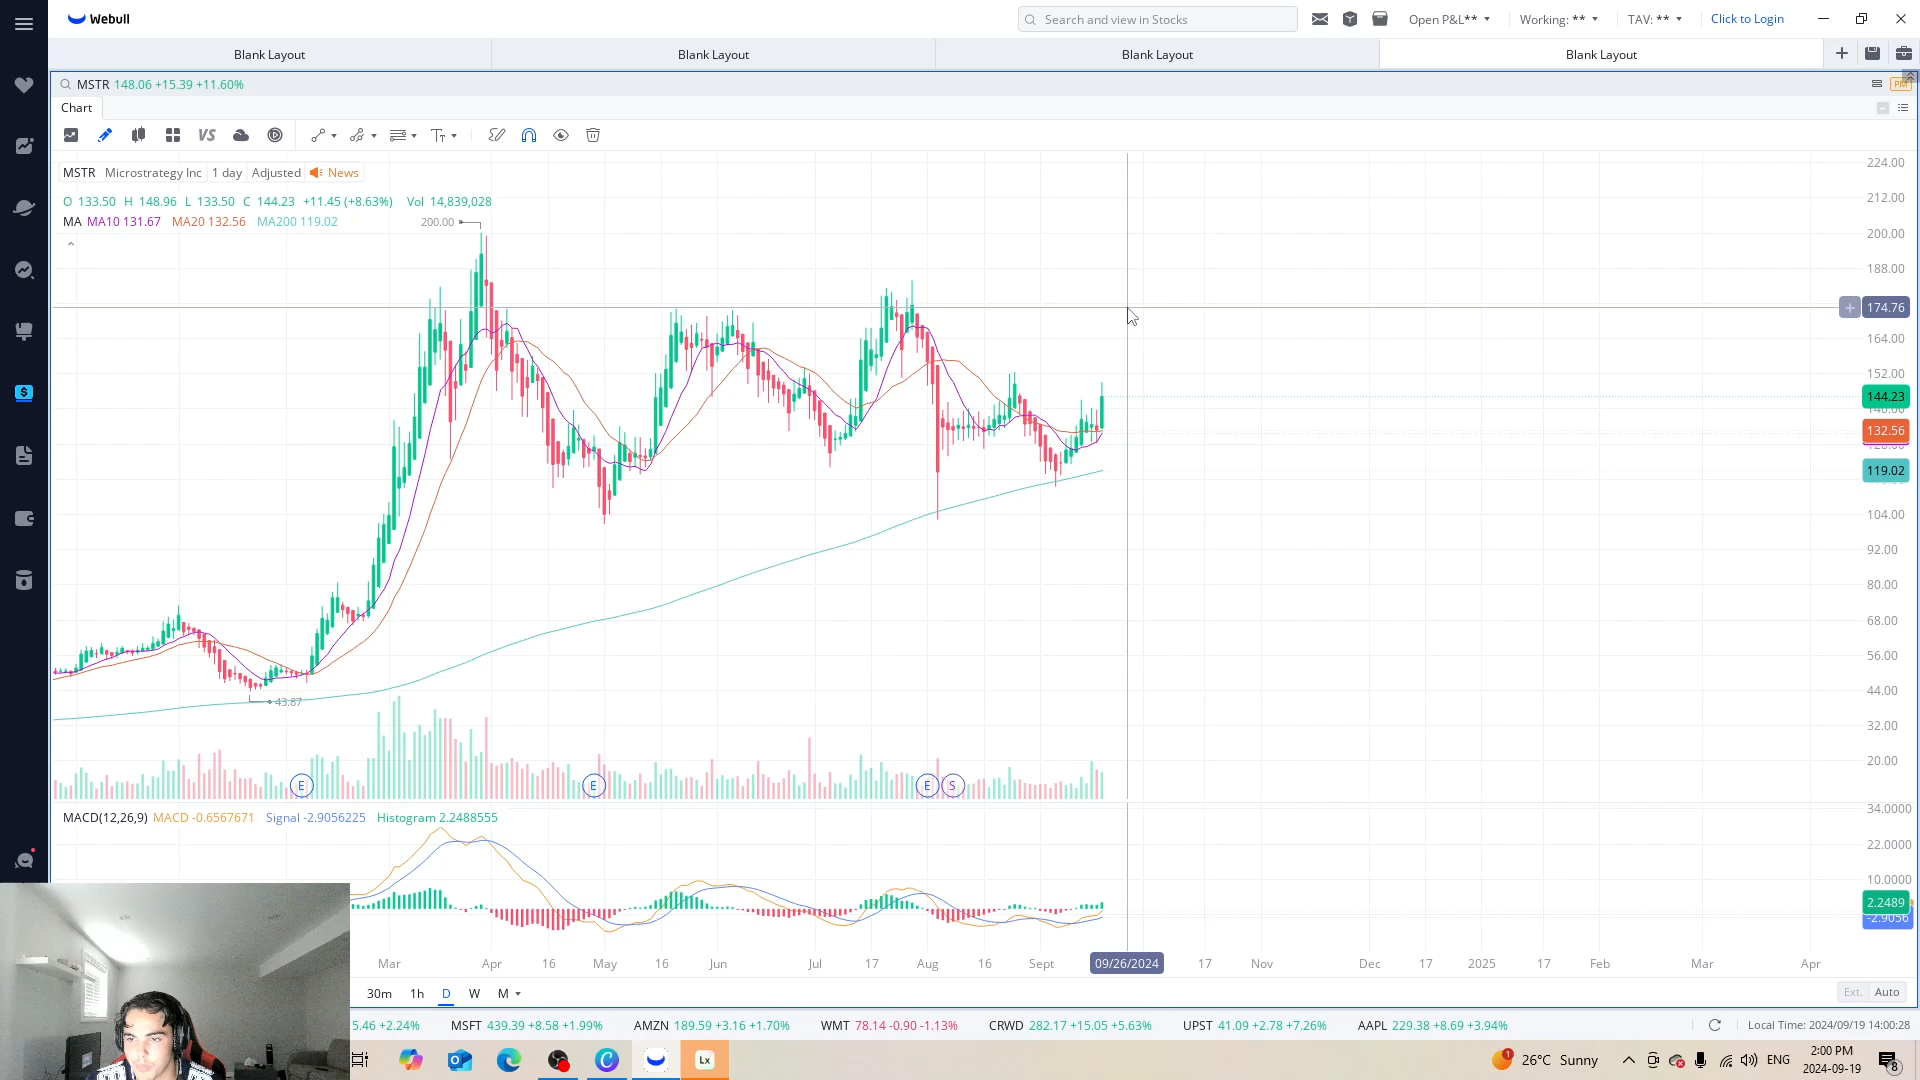 Webull
Search and view in Stocks
Open P&L**
Working: **
TAV: **
Click to Login
Blank Layout
Blank Layout
Blank Layout
Blank Layout
MSTR 148.06 +15.39 +11.60%
PM
Chart
VS
MSTR Microstrategy Inc 1 day Adjusted News
O 133.50 H 148.96 L 133.50 C 144.23 +11.45 (+8.63%) Vol 14,839,028
MA MA10 131.67 MA20 132.56 MA200 119.02
200.00
224.00
212.00
200.00
188.00
174.76
164.00
152.00
144.23
132.56
119.02
104.00
92.00
80.00
68.00
56.00
44.00
32.00
20.00
43.87
E
E
E
S
MACD(12,26,9) MACD -0.6567671 Signal -2.9056225 Histogram 2.2488555
34.0000
22.0000
10.0000
2.2489
-2.9056
Mar Apr 16 May 16 Jun Jul 17 Aug 16 Sept 09/26/2024 17 Nov Dec 17 2025 17 Feb Mar Apr
30m 1h D W M
Ext. Auto
5.46 +2.24% MSFT 439.39 +8.58 +1.99% AMZN 189.59 +3.16 +1.70% WMT 78.14 -0.90 -1.13% CRWD 282.17 +15.05 +5.63% UPST 41.09 +2.78 +7.26% AAPL 229.38 +8.69 +3.94%
Local Time: 2024/09/19 14:00:28
Lx
1
26°C Sunny
ENG
2:00 PM
2024-09-19
8